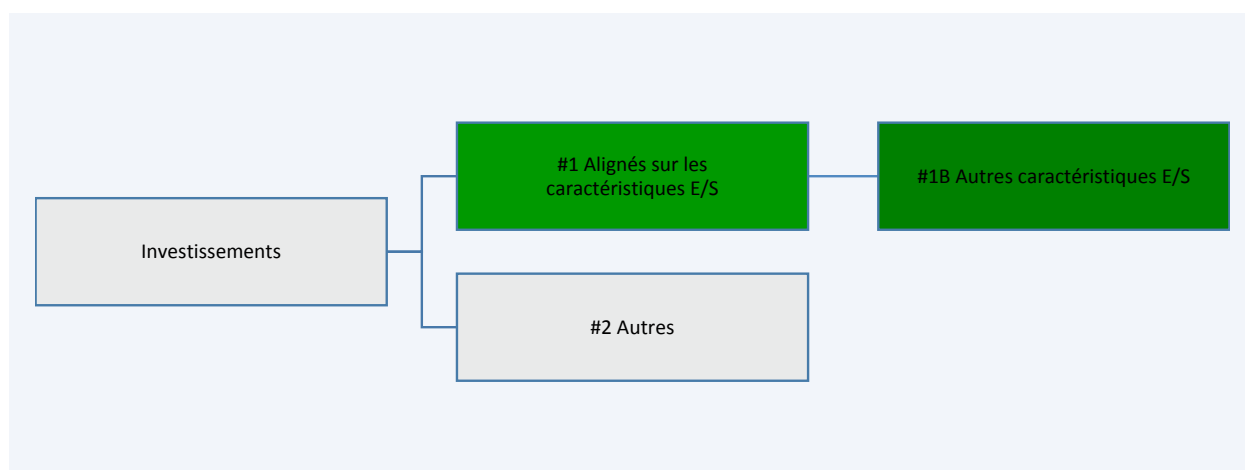 #1 Alignés sur les
caractéristiques E/S
#1B Autres caractéristiques E/S
Investissements
#2 Autres